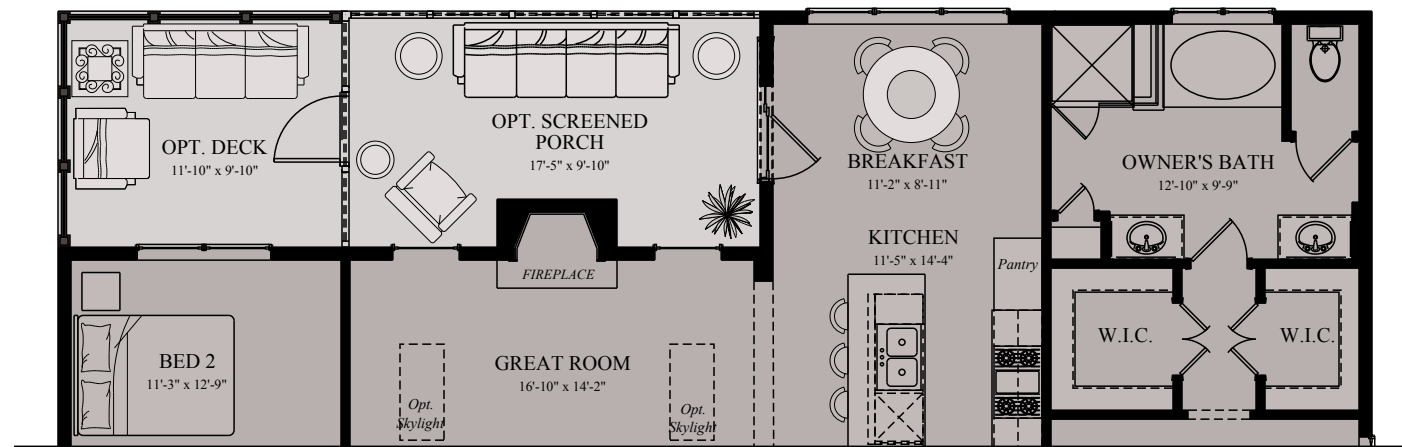 OPT. DECK
11'-10" x 9'-10"
OPT. SCREENED
PORCH
17'-5" x 9'-10"
BREAKFAST
11'-2" x 8'-11"
OWNER'S BATH
12'-10" x 9'-9"
KITCHEN
11'-5" x 14'-4"
Pantry
FIREPLACE
W.I.C.
W.I.C.
BED 2
11'-3" x 12'-9"
GREAT ROOM
16'-10" x 14'-2"
Opt.
Skylight
Opt.
Skylight